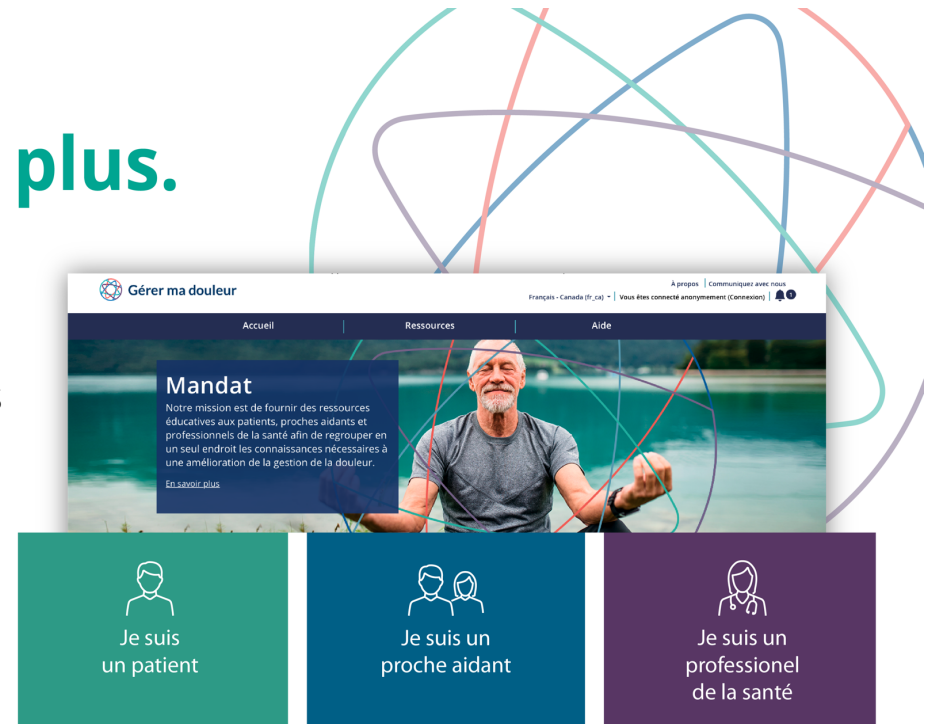 plus.
Gérer ma douleur
À propos | Communiquez avec nous
Français - Canada (fr_ca) | Vous êtes connecté anonymement (Connexion) | 1
Accueil | Ressources | Aide
Mandat
Notre mission est de fournir des ressources
éducatives aux patients, proches aidants et
professionnels de la santé afin de regrouper en
un seul endroit les connaissances nécessaires à
une amélioration de la gestion de la douleur.
En savoir plus
Je suis
un patient
Je suis un
proche aidant
Je suis un
professionel
de la santé